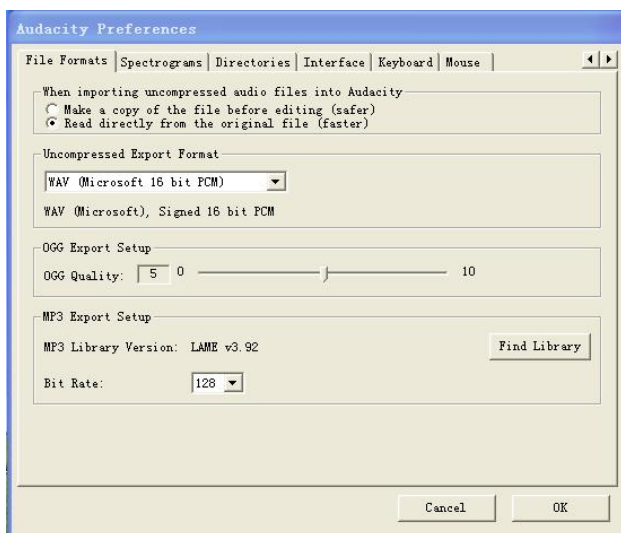 Audacity Preferences
File Formats Spectrograms Directories Interface Keyboard Mouse
When importing uncompressed audio files into Audacity
Make a copy of the file before editing (safer)
Read directly from the original file (faster)
Uncompressed Export Format
WAV (Microsoft 16 bit PCM)
WAV (Microsoft), Signed 16 bit PCM
OGG Export Setup
OGG Quality: 5 0 10
MP3 Export Setup
MP3 Library Version: LAME v3.92 Find Library
Bit Rate: 128
Cancel OK